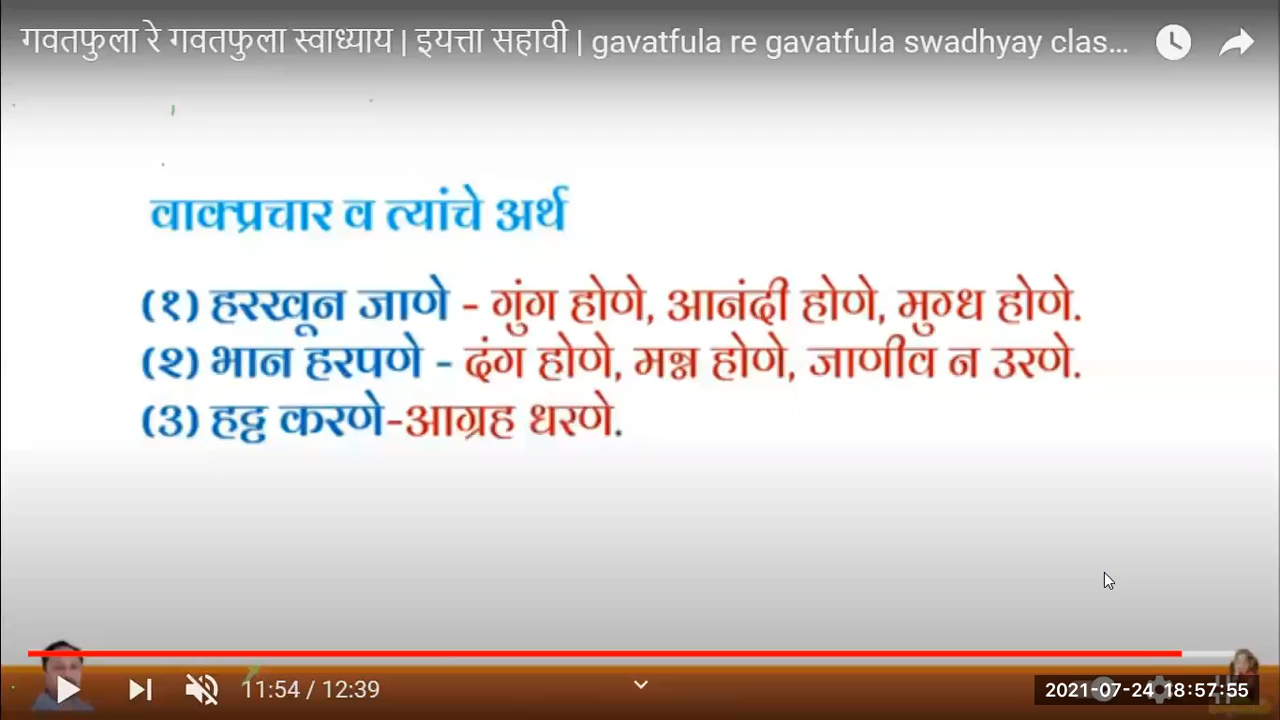 गवतफुला रे गवतफुला स्वाध्याय | इयत्ता सहावी | gavatfula re gavatfula swadhyay clas...
वाक्प्रचार व त्यांचे अर्थ
(१) हरखून जाणे - गुंग होणे, आनंदी होणे, मुग्ध होणे.
(२) भान हरपणे - दंग होणे, मग्न होणे, जाणीव न उरणे.
(3) हट्ट करणे-आग्रह धरणे.
11:54 / 12:39
2021-07-24 18:57:55